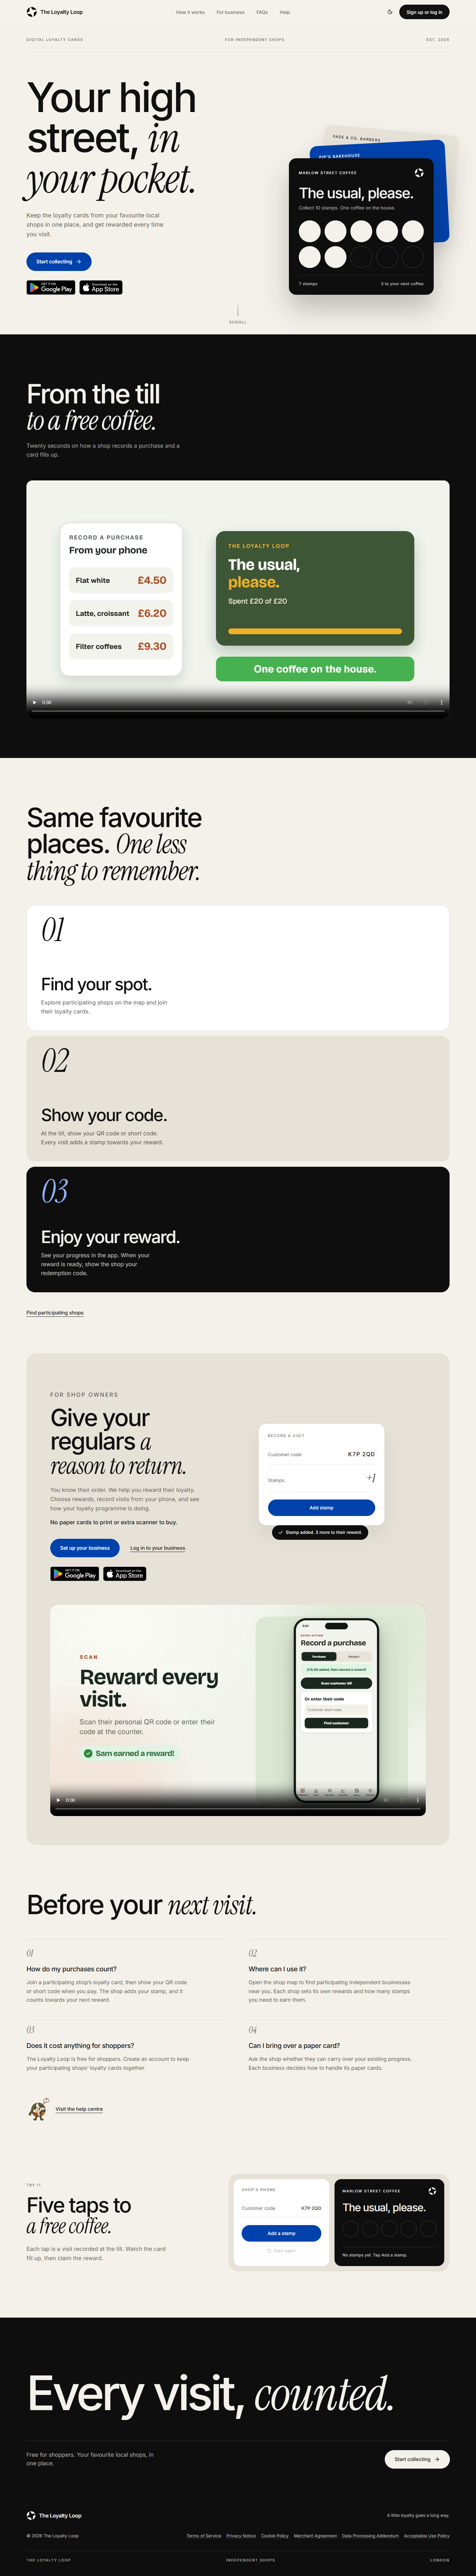 The Loyalty Loop
How it works
For business
FAQs
Help
Sign up or log in
DIGITAL LOYALTY CARDS
FOR INDEPENDENT SHOPS
EST. 2026
Your high
street, in
your pocket.
Keep the loyalty cards from your favourite local
shops in one place, and get rewarded every time
you visit.
Start collecting
GET IT ON
Google Play
Download on the
App Store
FADE & CO. BARBERS
PIP'S BAKEHOUSE
MARLOW STREET COFFEE
The usual, please.
Collect 10 stamps. One coffee on the house.
7 stamps
3 to your next coffee
SCROLL
From the till
to a free coffee.
Twenty seconds on how a shop records a purchase and a
card fills up.
RECORD A PURCHASE
From your phone
Flat white £4.50
Latte, croissant £6.20
Filter coffees £9.30
THE LOYALTY LOOP
The usual,
please.
Spent £20 of £20
One coffee on the house.
0:00
Same favourite
places. One less
thing to remember.
01
Find your spot.
Explore participating shops on the map and join
their loyalty cards.
02
Show your code.
At the till, show your QR code or short code.
Every visit adds a stamp towards your reward.
03
Enjoy your reward.
See your progress in the app. When your
reward is ready, show the shop your
redemption code.
Find participating shops
FOR SHOP OWNERS
Give your
regulars a
reason to return.
You know their order. We help you reward their loyalty.
Choose rewards, record visits from your phone, and see
how your loyalty programme is doing.
No paper cards to print or extra scanner to buy.
Set up your business
Log in to your business
GET IT ON
Google Play
Download on the
App Store
RECORD A VISIT
Customer code K7P 2QD
Stamps +1
Add stamp
Stamp added. 3 more to their reward.
SCAN
Reward every
visit.
Scan their personal QR code or enter their
code at the counter.
Sam earned a reward!
Record a purchase
Purchase
Reward
Scan customer QR
Or enter their code
Customer short code
Find customer
0:00
Before your next visit.
01
How do my purchases count?
Join a participating shop's loyalty card, then show your QR code
or short code when you pay. The shop adds your stamp, and it
counts towards your next reward.
02
Where can I use it?
Open the shop map to find participating independent businesses
near you. Each shop sets its own rewards and how many stamps
you need to earn them.
03
Does it cost anything for shoppers?
The Loyalty Loop is free for shoppers. Create an account to keep
your participating shops' loyalty cards together.
04
Can I bring over a paper card?
Ask the shop whether they can carry over your existing progress.
Each business decides how to handle its paper cards.
Visit the help centre
TRY IT
Five taps to
a free coffee.
Each tap is a visit recorded at the till. Watch the card
fill up, then claim the reward.
SHOP'S PHONE
Customer code K7P 2QD
Add a stamp
Start again
MARLOW STREET COFFEE
The usual, please.
No stamps yet. Tap Add a stamp.
Every visit, counted.
Free for shoppers. Your favourite local shops, in
one place.
Start collecting
The Loyalty Loop
A little loyalty goes a long way.
© 2026 The Loyalty Loop
Terms of Service
Privacy Notice
Cookie Policy
Merchant Agreement
Data Processing Addendum
Acceptable Use Policy
THE LOYALTY LOOP
INDEPENDENT SHOPS
LONDON